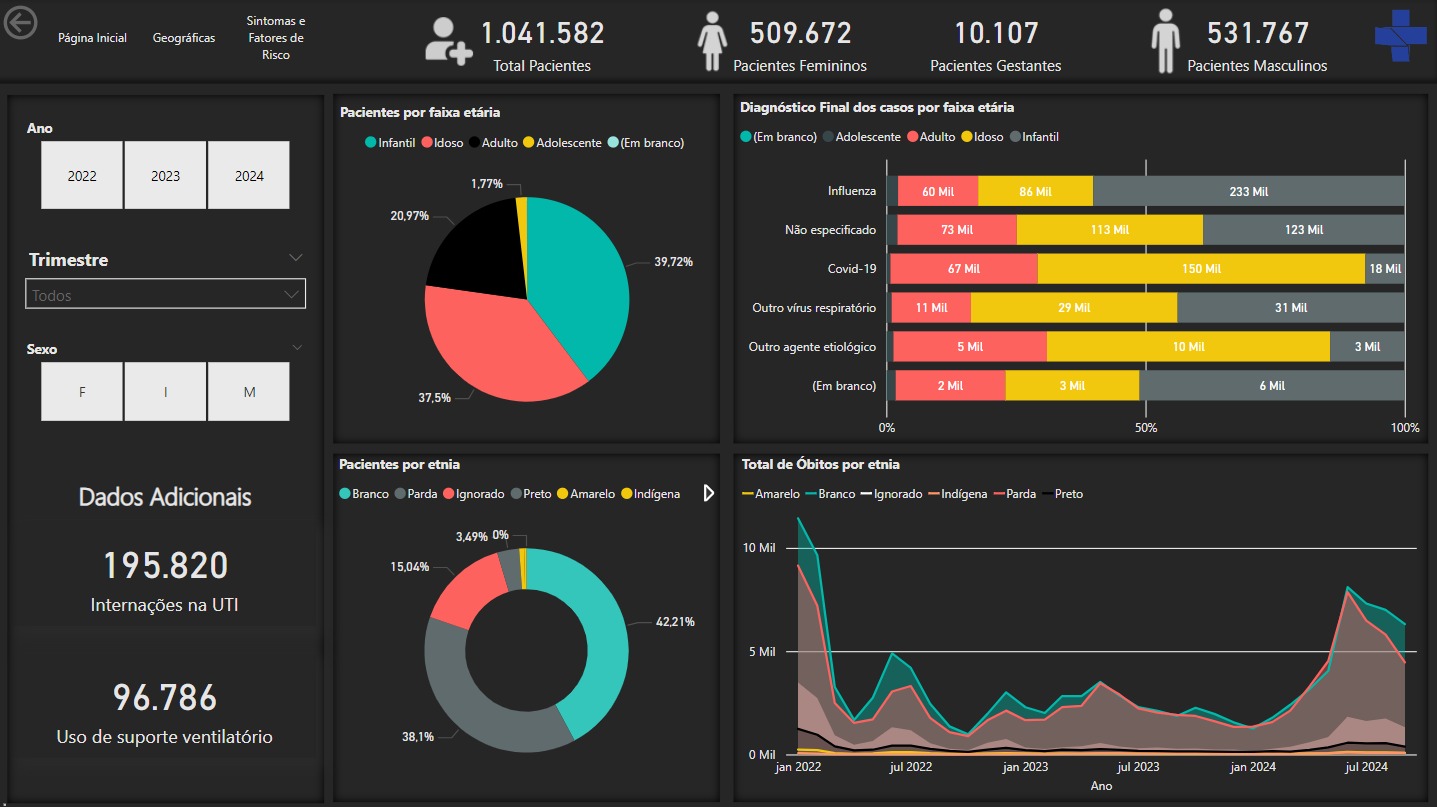 Página Inicial
Geográficas
Sintomas e
Fatores de
Risco
1.041.582
Total Pacientes
509.672
Pacientes Femininos
10.107
Pacientes Gestantes
531.767
Pacientes Masculinos
Ano
2022
2023
2024
Trimestre
Todos
Sexo
F
I
M
Dados Adicionais
195.820
Internações na UTI
96.786
Uso de suporte ventilatório
Pacientes por faixa etária
Infantil Idoso Adulto Adolescente (Em branco)
1,77%
20,97%
39,72%
37,5%
Diagnóstico Final dos casos por faixa etária
(Em branco) Adolescente Adulto Idoso Infantil
Influenza 60 Mil 86 Mil 233 Mil
Não especificado 73 Mil 113 Mil 123 Mil
Covid-19 67 Mil 150 Mil 18 Mil
Outro vírus respiratório 11 Mil 29 Mil 31 Mil
Outro agente etiológico 5 Mil 10 Mil 3 Mil
(Em branco) 2 Mil 3 Mil 6 Mil
0% 50% 100%
Pacientes por etnia
Branco Parda Ignorado Preto Amarelo Indígena
3,49% 0%
15,04%
42,21%
38,1%
Total de Óbitos por etnia
Amarelo Branco Ignorado Indígena Parda Preto
10 Mil
5 Mil
0 Mil
jan 2022 jul 2022 jan 2023 jul 2023 jan 2024 jul 2024
Ano